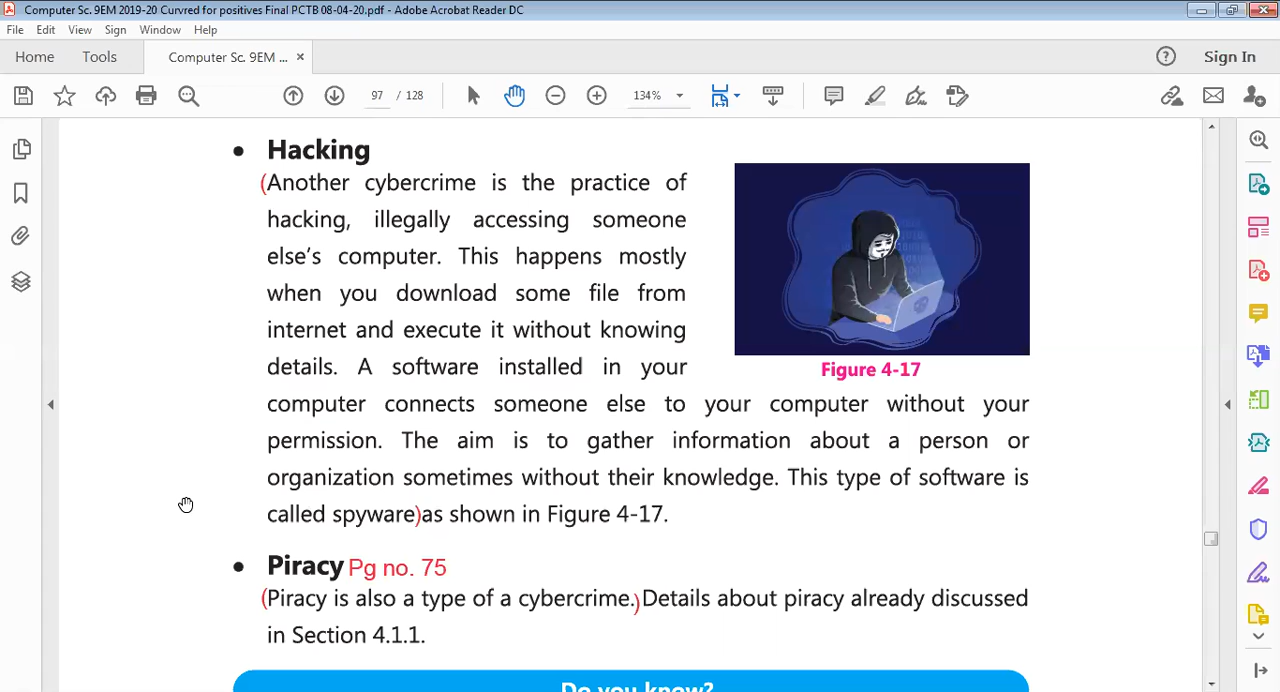 Computer Sc. 9EM 2019-20 Curvred for positives Final PCTB 08-04-20.pdf - Adobe Acrobat Reader DC
File Edit View Sign Window Help
Home Tools Computer Sc. 9EM ... × Sign In
97 / 128 134%
• Hacking
(Another cybercrime is the practice of
hacking, illegally accessing someone
else's computer. This happens mostly
when you download some file from
internet and execute it without knowing
details. A software installed in your
Figure 4-17
computer connects someone else to your computer without your
permission. The aim is to gather information about a person or
organization sometimes without their knowledge. This type of software is
called spyware)as shown in Figure 4-17.
• Piracy Pg no. 75
(Piracy is also a type of a cybercrime.)Details about piracy already discussed
in Section 4.1.1.
Do you know?